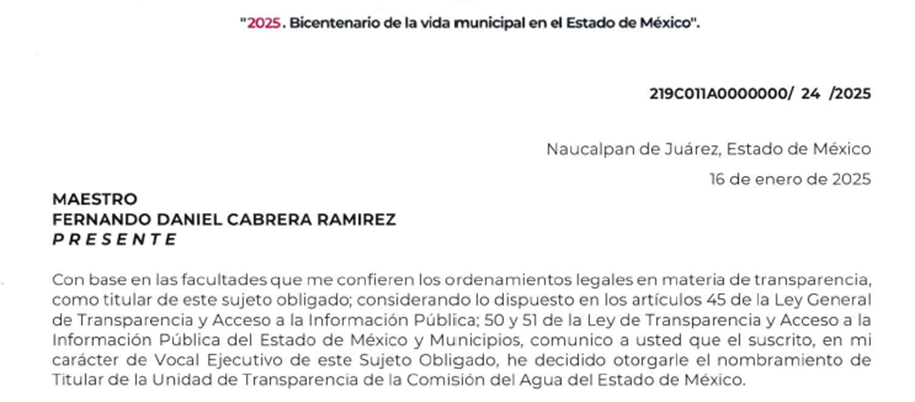 "2025. Bicentenario de la vida municipal en el Estado de México".
219C011A0000000/ 24 /2025
Naucalpan de Juárez, Estado de México
16 de enero de 2025
MAESTRO
FERNANDO DANIEL CABRERA RAMIREZ
P R E S E N T E
Con base en las facultades que me confieren los ordenamientos legales en materia de transparencia,
como titular de este sujeto obligado; considerando lo dispuesto en los artículos 45 de la Ley General
de Transparencia y Acceso a la Información Pública; 50 y 51 de la Ley de Transparencia y Acceso a la
Información Pública del Estado de México y Municipios, comunico a usted que el suscrito, en mi
carácter de Vocal Ejecutivo de este Sujeto Obligado, he decidido otorgarle el nombramiento de
Titular de la Unidad de Transparencia de la Comisión del Agua del Estado de México.